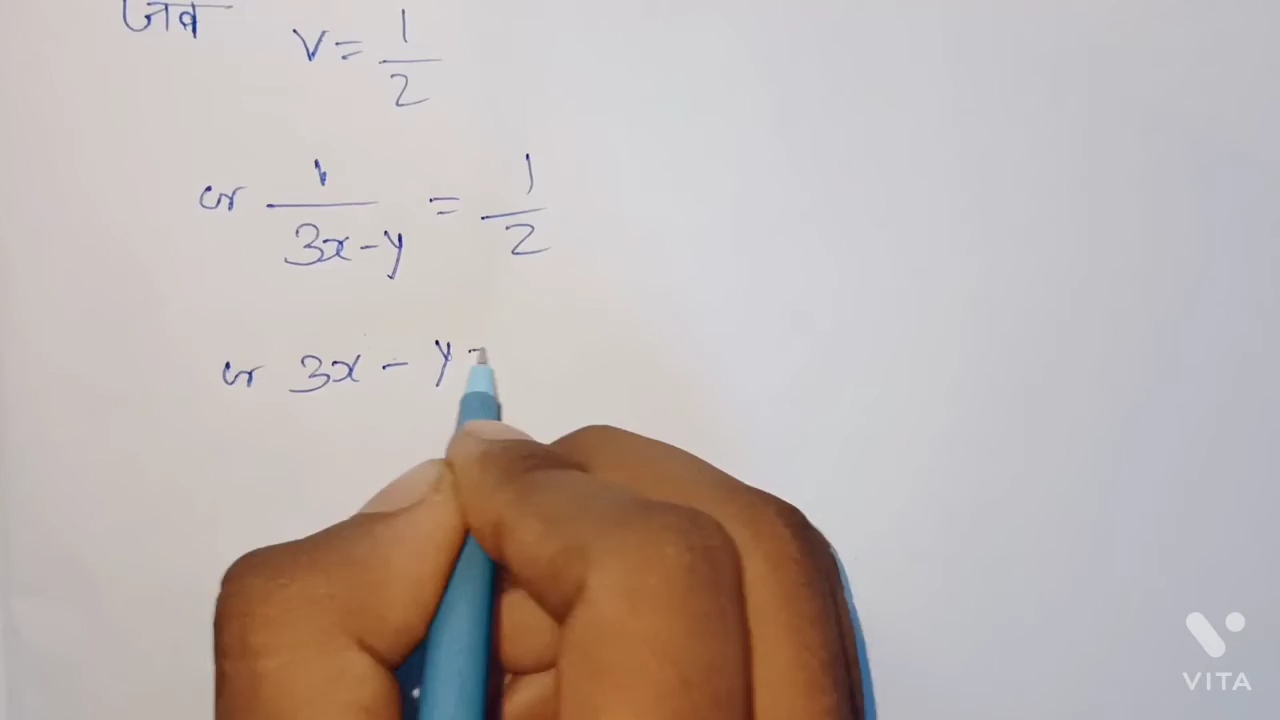 जब V = 1/2
or 1/(3x-y) = 1/2
or 3x - y -
VITA